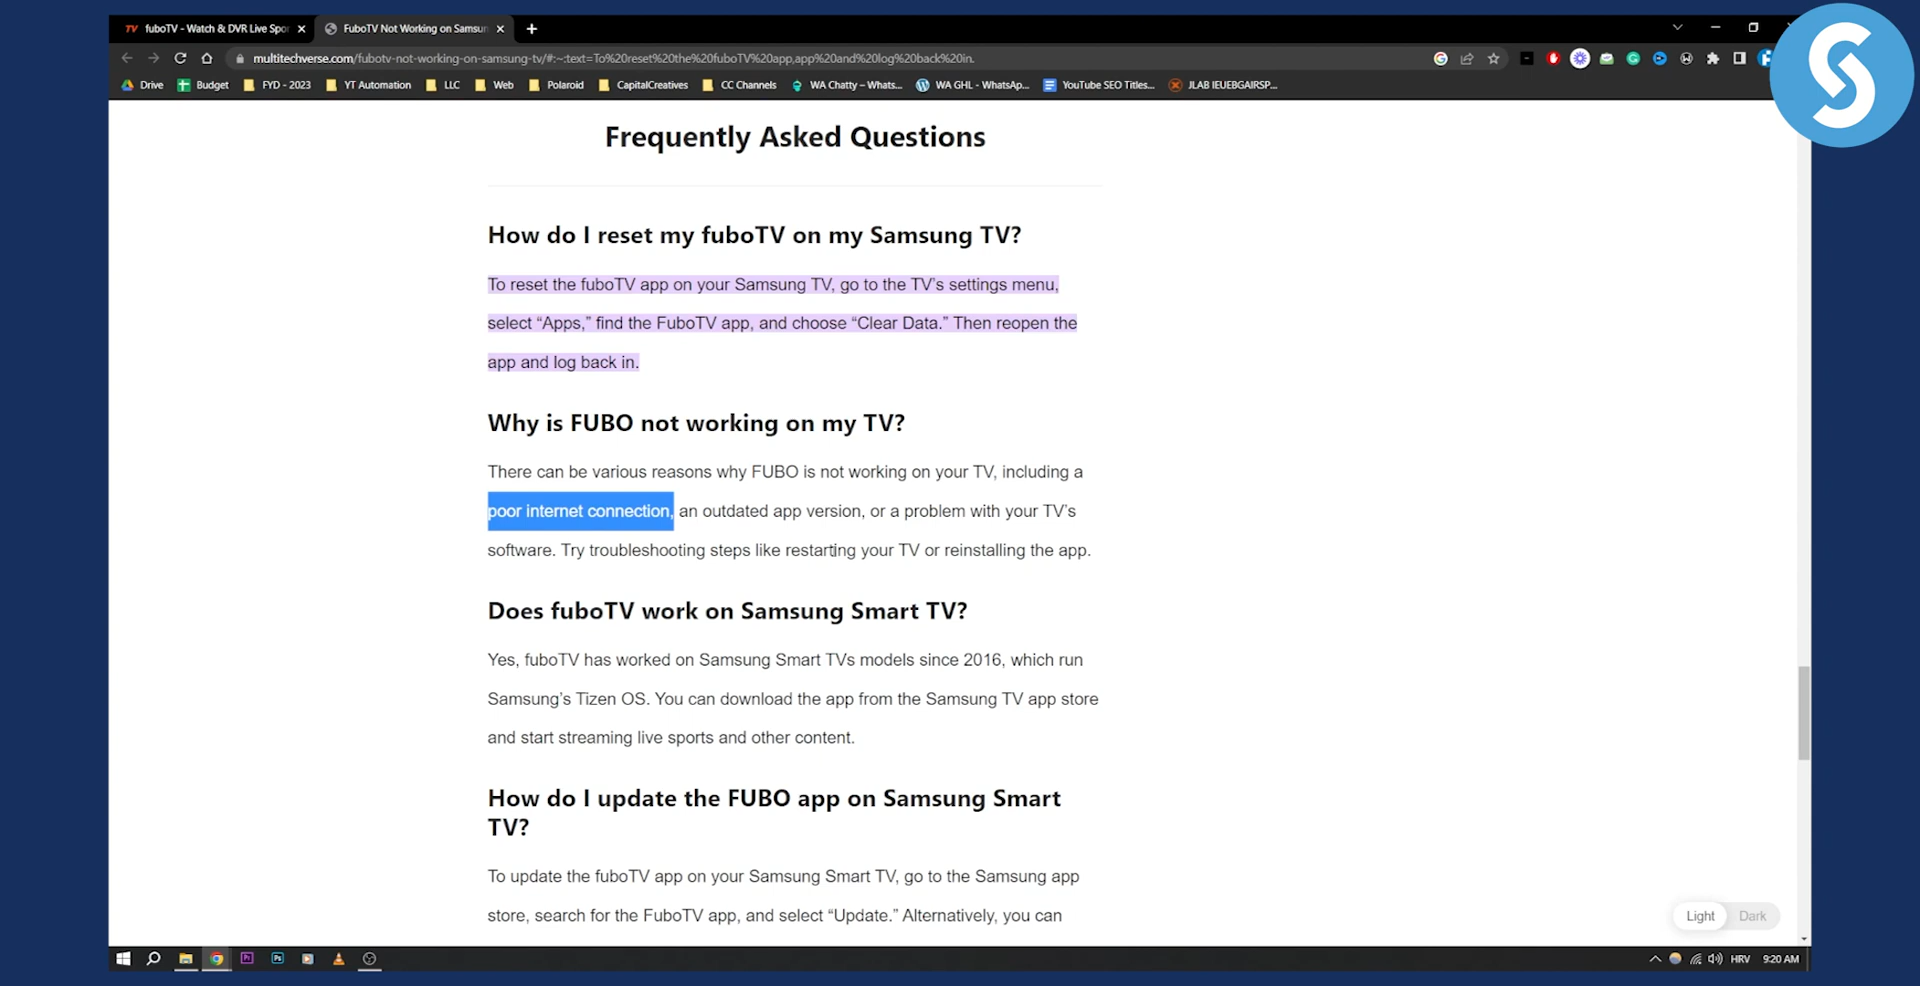 fuboTV - Watch & DVR Live Spo
FuboTV Not Working on Samsun
multitechverse.com/fubotv-not-working-on-samsung-tv/#:~:text=To%20reset%20the%20fuboTV%20app,app%20and%20log%20back%20in.
Drive Budget FYD - 2023 YT Automation LLC Web Polaroid CapitalCreatives CC Channels WA Chatty – Whats... WA GHL - WhatsAp... YouTube SEO Titles... JLAB IEUEBGAIRSP...
Frequently Asked Questions
How do I reset my fuboTV on my Samsung TV?
To reset the fuboTV app on your Samsung TV, go to the TV’s settings menu,
select “Apps,” find the FuboTV app, and choose “Clear Data.” Then reopen the
app and log back in.
Why is FUBO not working on my TV?
There can be various reasons why FUBO is not working on your TV, including a
poor internet connection, an outdated app version, or a problem with your TV’s
software. Try troubleshooting steps like restarting your TV or reinstalling the app.
Does fuboTV work on Samsung Smart TV?
Yes, fuboTV has worked on Samsung Smart TVs models since 2016, which run
Samsung’s Tizen OS. You can download the app from the Samsung TV app store
and start streaming live sports and other content.
How do I update the FUBO app on Samsung Smart
TV?
To update the fuboTV app on your Samsung Smart TV, go to the Samsung app
store, search for the FuboTV app, and select “Update.” Alternatively, you can
Light Dark
HRV 9:20 AM